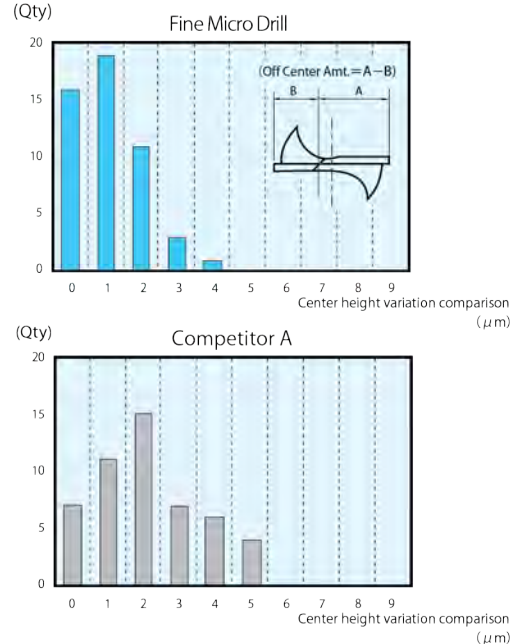 (Qty)
Fine Micro Drill
20
(Off Center Amt.=A−B)
B A
15
10
5
0
0 1 2 3 4 5 6 7 8 9
Center height variation comparison
(μm)
(Qty)
Competitor A
20
15
10
5
0
0 1 2 3 4 5 6 7 8 9
Center height variation comparison
(μm)